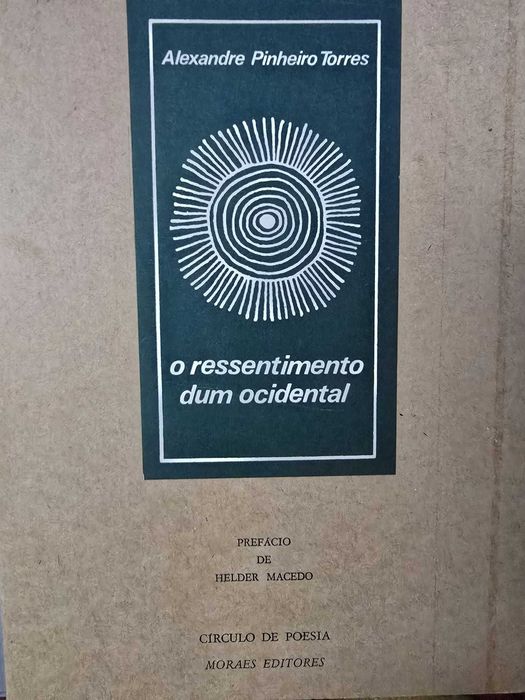 Alexandre Pinheiro Torres
o ressentimento
dum ocidental
PREFÁCIO
DE
HELDER MACEDO
CÍRCULO DE POESIA
MORAES EDITORES